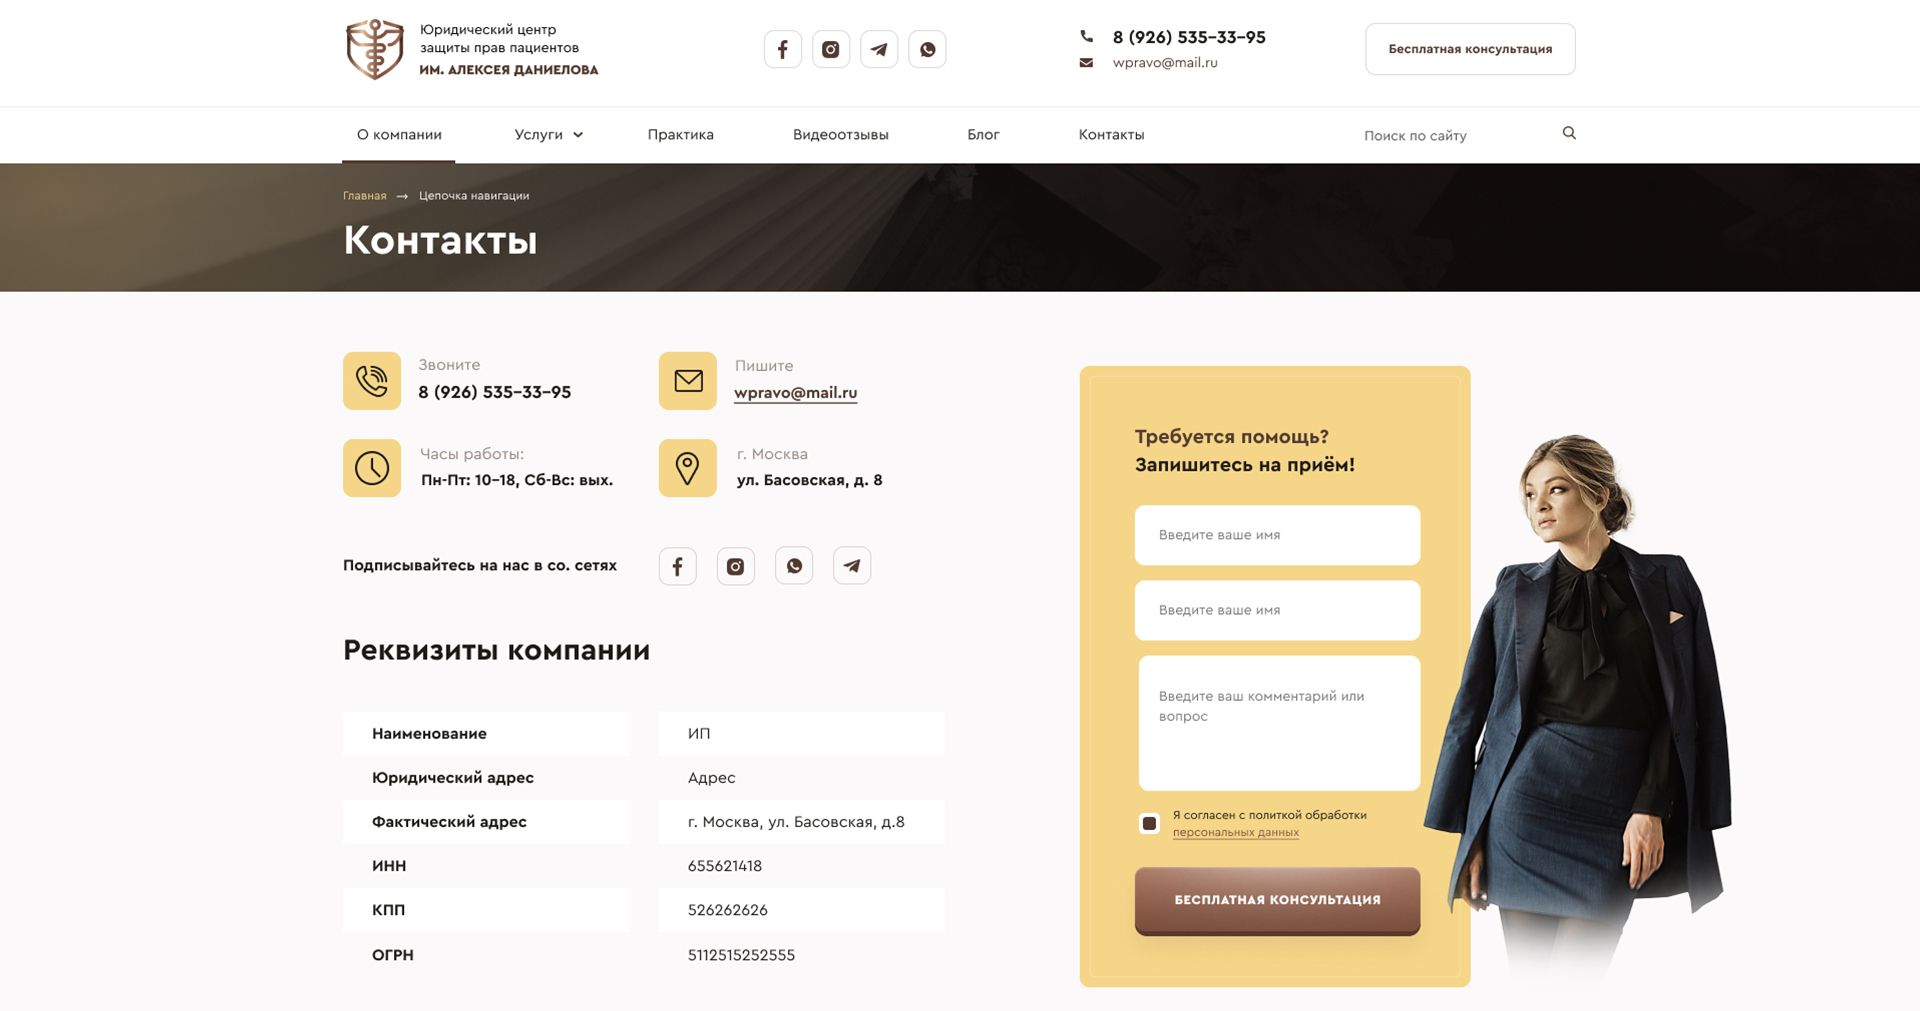 Юридический центр
защиты прав пациентов
ИМ. АЛЕКСЕЯ ДАНИЕЛОВА
8 (926) 535-33-95
wpravo@mail.ru
Бесплатная консультация
О компании
Услуги
Практика
Видеоотзывы
Блог
Контакты
Поиск по сайту
Главная → Цепочка навигации
Контакты
Звоните
8 (926) 535-33-95
Пишите
wpravo@mail.ru
Часы работы:
Пн-Пт: 10-18, Сб-Вс: вых.
г. Москва
ул. Басовская, д. 8
Подписывайтесь на нас в со. сетях
Реквизиты компании
Наименование ИП
Юридический адрес Адрес
Фактический адрес г. Москва, ул. Басовская, д.8
ИНН 655621418
КПП 526262626
ОГРН 5112515252555
Требуется помощь?
Запишитесь на приём!
Введите ваше имя
Введите ваше имя
Введите ваш комментарий или
вопрос
Я согласен с политкой обработки
персональных данных
БЕСПЛАТНАЯ КОНСУЛЬТАЦИЯ